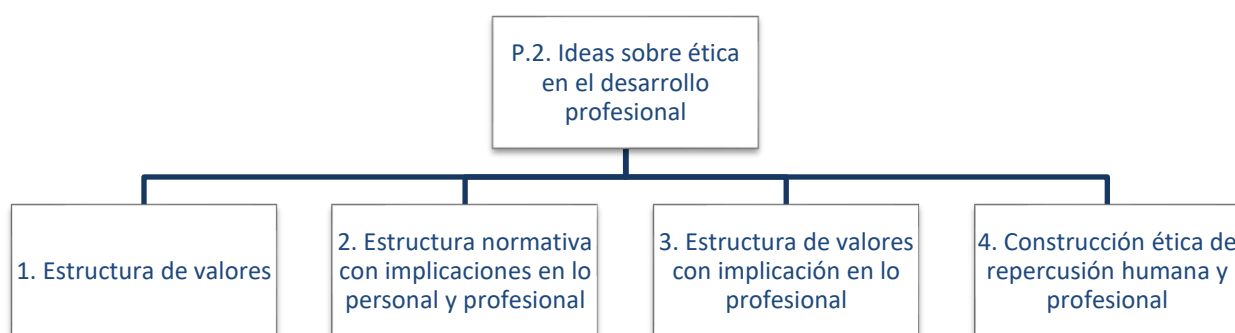 P.2. Ideas sobre ética
en el desarrollo
profesional
1. Estructura de valores
2. Estructura normativa
con implicaciones en lo
personal y profesional
3. Estructura de valores
con implicación en lo
profesional
4. Construcción ética de
repercusión humana y
profesional